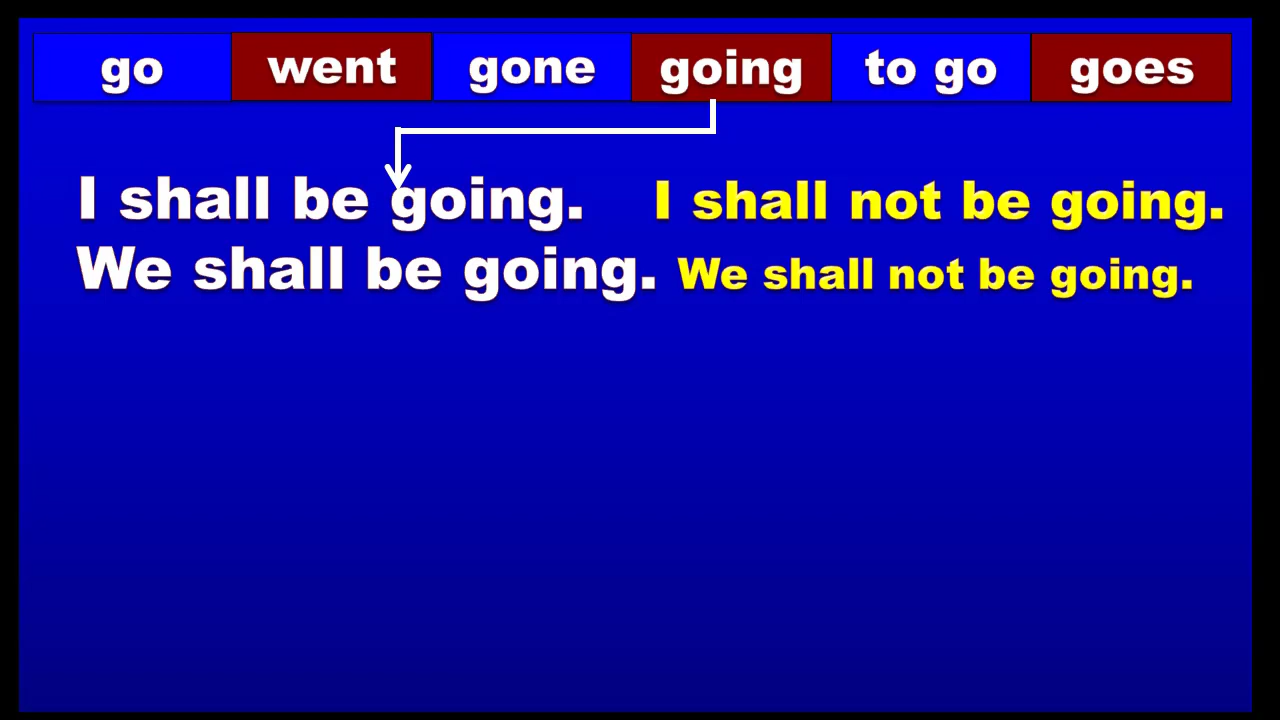 go went gone going to go goes
I shall be going. I shall not be going.
We shall be going. We shall not be going.